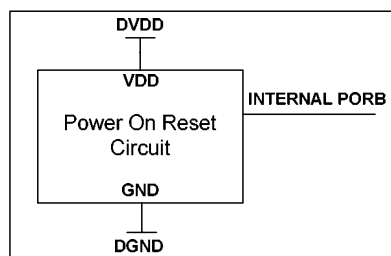 DVDD
VDD
INTERNAL PORB
Power On Reset
Circuit
GND
DGND